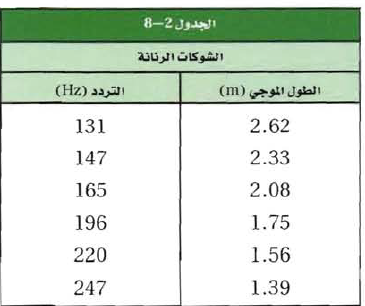 الجدول 2–8
الشوكات الرنانة
الطول الموجي (m) التردد (Hz)
2.62 131
2.33 147
2.08 165
1.75 196
1.56 220
1.39 247